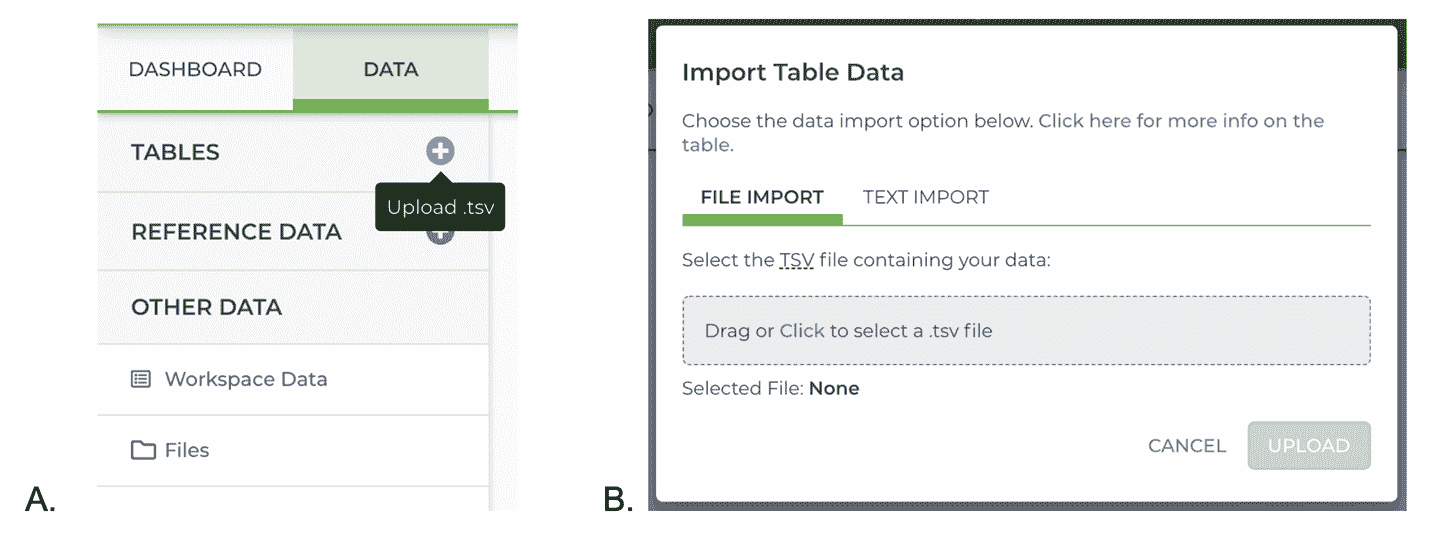 DASHBOARD DATA
TABLES
Upload .tsv
REFERENCE DATA
OTHER DATA
Workspace Data
Files
A.
Import Table Data
Choose the data import option below. Click here for more info on the
table.
FILE IMPORT TEXT IMPORT
Select the TSV file containing your data:
Drag or Click to select a .tsv file
Selected File: None
CANCEL UPLOAD
B.